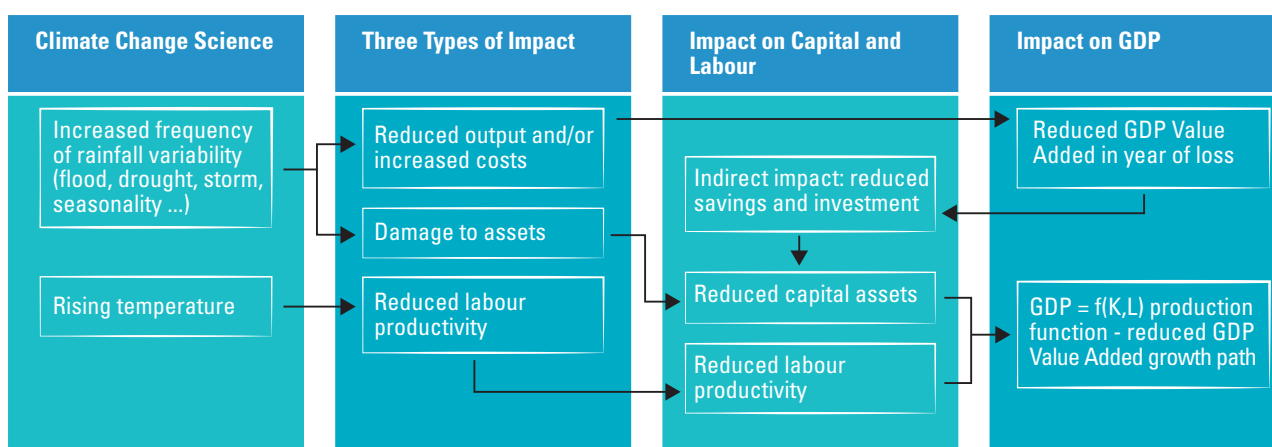 Climate Change Science
Three Types of Impact
Impact on Capital and
Labour
Impact on GDP
Increased frequency
of rainfall variability
(flood, drought, storm,
seasonality ...)
Rising temperature
Reduced output and/or
increased costs
Damage to assets
Reduced labour
productivity
Indirect impact: reduced
savings and investment
Reduced capital assets
Reduced labour
productivity
Reduced GDP Value
Added in year of loss
GDP = f(K,L) production
function - reduced GDP
Value Added growth path